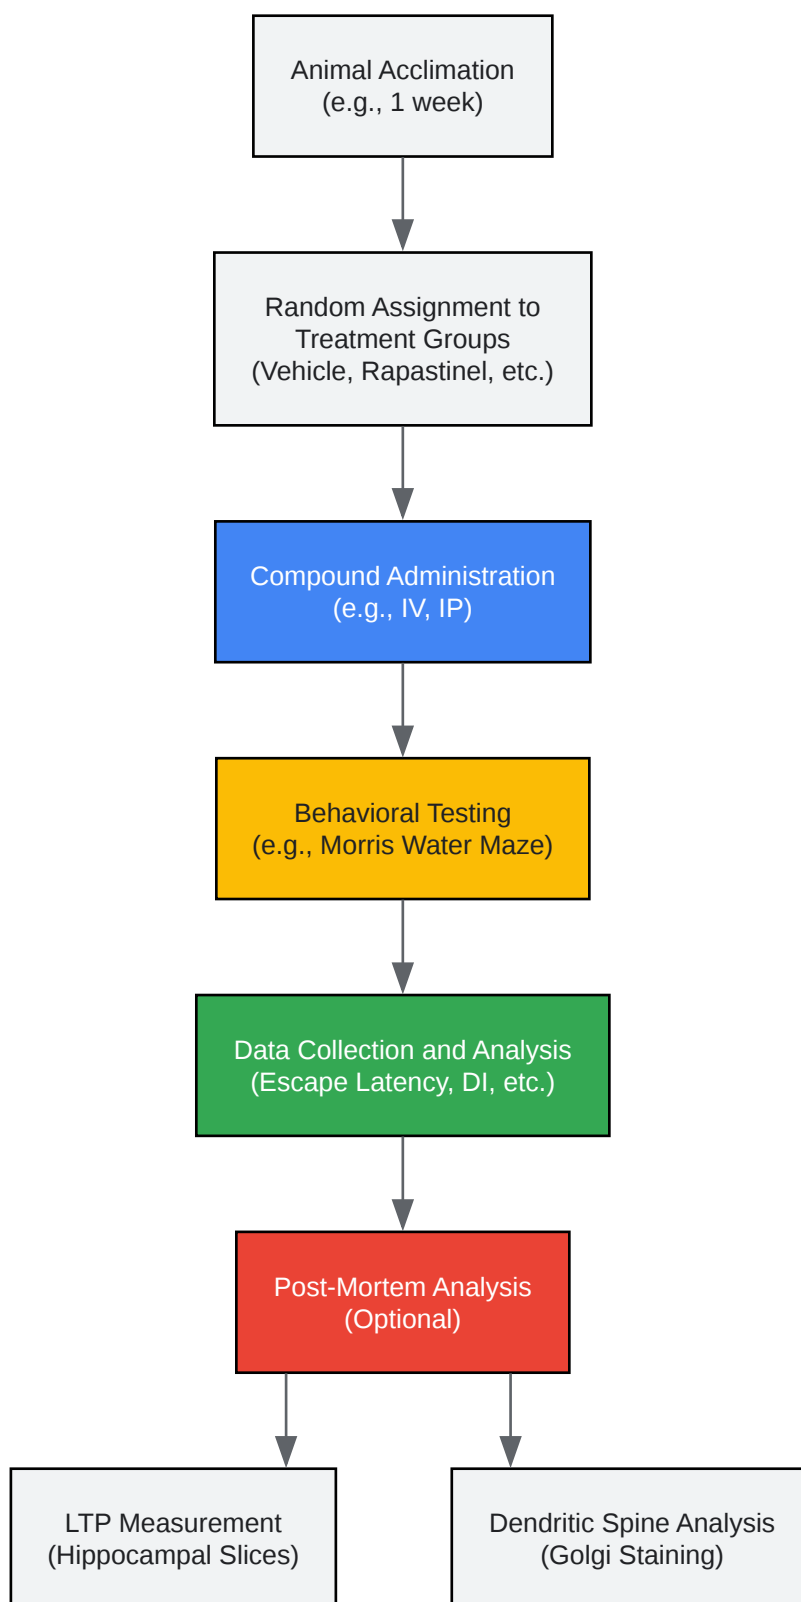 Animal Acclimation
(e.g., 1 week)
Random Assignment to
Treatment Groups
(Vehicle, Rapastinel, etc.)
Compound Administration
(e.g., IV, IP)
Behavioral Testing
(e.g., Morris Water Maze)
Data Collection and Analysis
(Escape Latency, DI, etc.)
Post-Mortem Analysis
(Optional)
LTP Measurement
(Hippocampal Slices)
Dendritic Spine Analysis
(Golgi Staining)